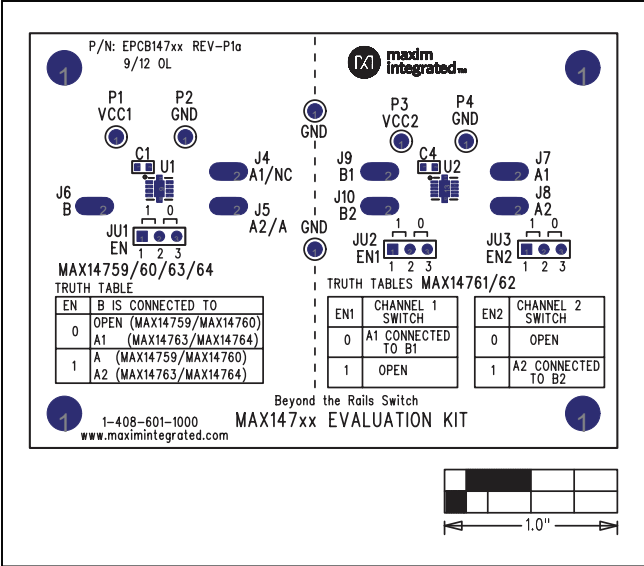 P/N: EPCB147xx REV-P1a
9/12 OL
maxim
integrated™
1
1
P1
VCC1
P2
GND
GND
P3
VCC2
P4
GND
C1
U1
J4
A1/NC
J9
B1
C4
U2
J7
A1
J6
B
J5
A2/A
J10
B2
J8
A2
GND
1 0
JU1
EN
1 2 3
1 0
JU2
EN1
1 2 3
1 0
JU3
EN2
1 2 3
MAX14759/60/63/64
TRUTH TABLE
EN B IS CONNECTED TO
0 OPEN (MAX14759/MAX14760)
A1 (MAX14763/MAX14764)
1 A (MAX14759/MAX14760)
A2 (MAX14763/MAX14764)
TRUTH TABLES MAX14761/62
EN1 CHANNEL 1
SWITCH
0 A1 CONNECTED
TO B1
1 OPEN
EN2 CHANNEL 2
SWITCH
0 OPEN
1 A2 CONNECTED
TO B2
Beyond the Rails Switch
1
1-408-601-1000
MAX147xx EVALUATION KIT
www.maximintegrated.com
1
1.0"